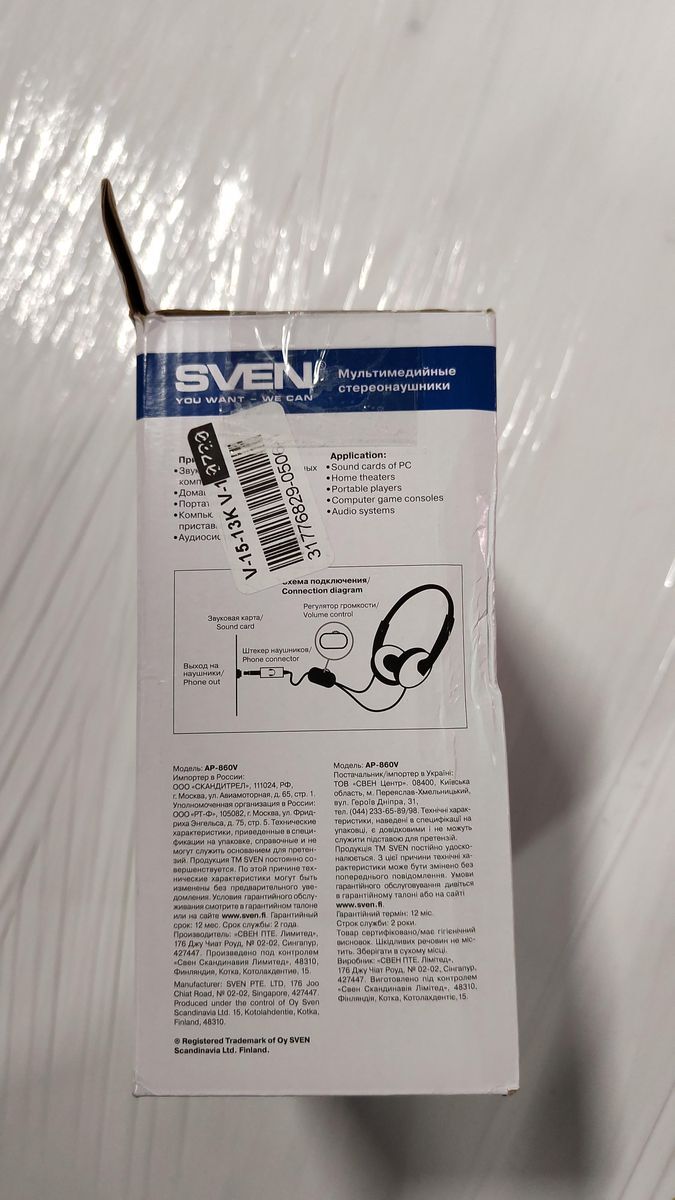 SVEN®
YOU WANT – WE CAN
Мультимедийные
стереонаушники
V-15-13K V-
3720
31776829-050
• Зву
ных
комп
• Дома
• Порта
• Компь
пристав
• Аудиоси
Application:
• Sound cards of PC
• Home theaters
• Portable players
• Computer game consoles
• Audio systems
Схема подключения/
Connection diagram
Регулятор громкости/
Volume control
Звуковая карта/
Sound card
Штекер наушников/
Phone connector
Выход на
наушники/
Phone out
Модель: AP-860V
Импортер в России:
ООО «СКАНДИТРЕЛ», 111024, РФ,
г. Москва, ул. Авиамоторная, д. 65, стр. 1.
Уполномоченная организация в России:
ООО «РТ-Ф», 105082, г. Москва, ул. Фрид-
риха Энгельса, д. 75, стр. 5. Технические
характеристики, приведенные в специ-
фикации на упаковке, справочные и не
могут служить основанием для претен-
зий. Продукция ТМ SVEN постоянно со-
вершенствуется. По этой причине тех-
нические характеристики могут быть
изменены без предварительного уве-
домления. Условия гарантийного обслу-
живания смотрите в гарантийном талоне
или на сайте www.sven.fi. Гарантийный
срок: 12 мес. Срок службы: 2 года.
Производитель: «СВЕН ПТЕ. Лимитед»,
176 Джу Чиат Роуд, № 02-02, Сингапур,
427447. Произведено под контролем
«Свен Скандинавия Лимитед», 48310,
Финляндия, Котка, Котолахдентие, 15.
Manufacturer: SVEN PTE. LTD, 176 Joo
Chiat Road, № 02-02, Singapore, 427447.
Produced under the control of Oy Sven
Scandinavia Ltd. 15, Kotolahdentie, Kotka,
Finland, 48310.
® Registered Trademark of Oy SVEN
Scandinavia Ltd. Finland.
Модель: AP-860V
Постачальник/імпортер в Україні:
ТОВ «СВЕН Центр», 08400, Київська
область, м. Переяслав-Хмельницький,
вул. Героїв Дніпра, 31,
тел. (044) 233-65-89/98. Технічні харак-
теристики, наведені в специфікації на
упаковці, є довідковими і не можуть
служити підставою для претензій.
Продукція ТМ SVEN постійно удоско-
налюється. З цієї причини технічні ха-
рактеристики може бути змінено без
попереднього повідомлення. Умови
гарантійного обслуговування дивіться
в гарантійному талоні або на сайті
www.sven.fi.
Гарантійний термін: 12 міс.
Строк служби: 2 роки.
Товар сертифіковано/має гігієнічний
висновок. Шкідливих речовин не міс-
тить. Зберігати в сухому місці.
Виробник: «СВЕН ПТЕ. Лімітед»,
176 Джу Чіат Роуд, № 02-02, Сінгапур,
427447. Виготовлено під контролем
«Свен Скандинавія Лімітед», 48310,
Фінляндія, Котка, Котолахдентіє, 15.